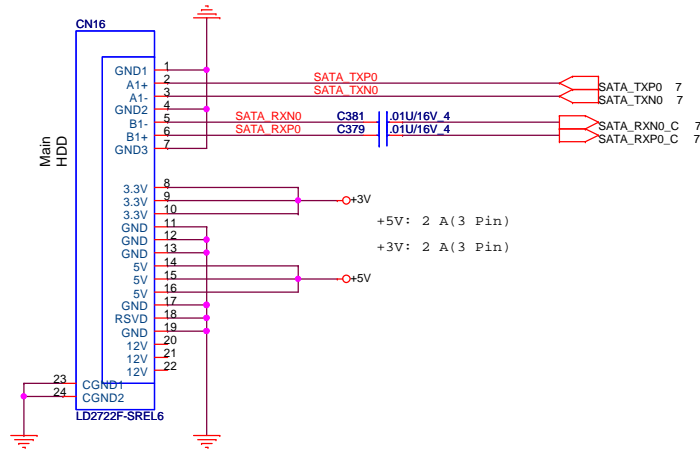 CN16
Main
HDD
GND1 1
A1+ 2 SATA_TXP0 SATA_TXP0 7
A1- 3 SATA_TXN0 SATA_TXN0 7
GND2 4
B1- 5 SATA_RXN0 C381 .01U/16V_4 SATA_RXN0_C 7
B1+ 6 SATA_RXP0 C379 .01U/16V_4 SATA_RXP0_C 7
GND3 7
3.3V 8
3.3V 9 +3V
3.3V 10
GND 11
GND 12
GND 13
5V 14
5V 15 +5V
5V 16
GND 17
RSVD 18
GND 19
12V 20
12V 21
12V 22
+5V: 2 A(3 Pin)
+3V: 2 A(3 Pin)
23 CGND1
24 CGND2
LD2722F-SREL6